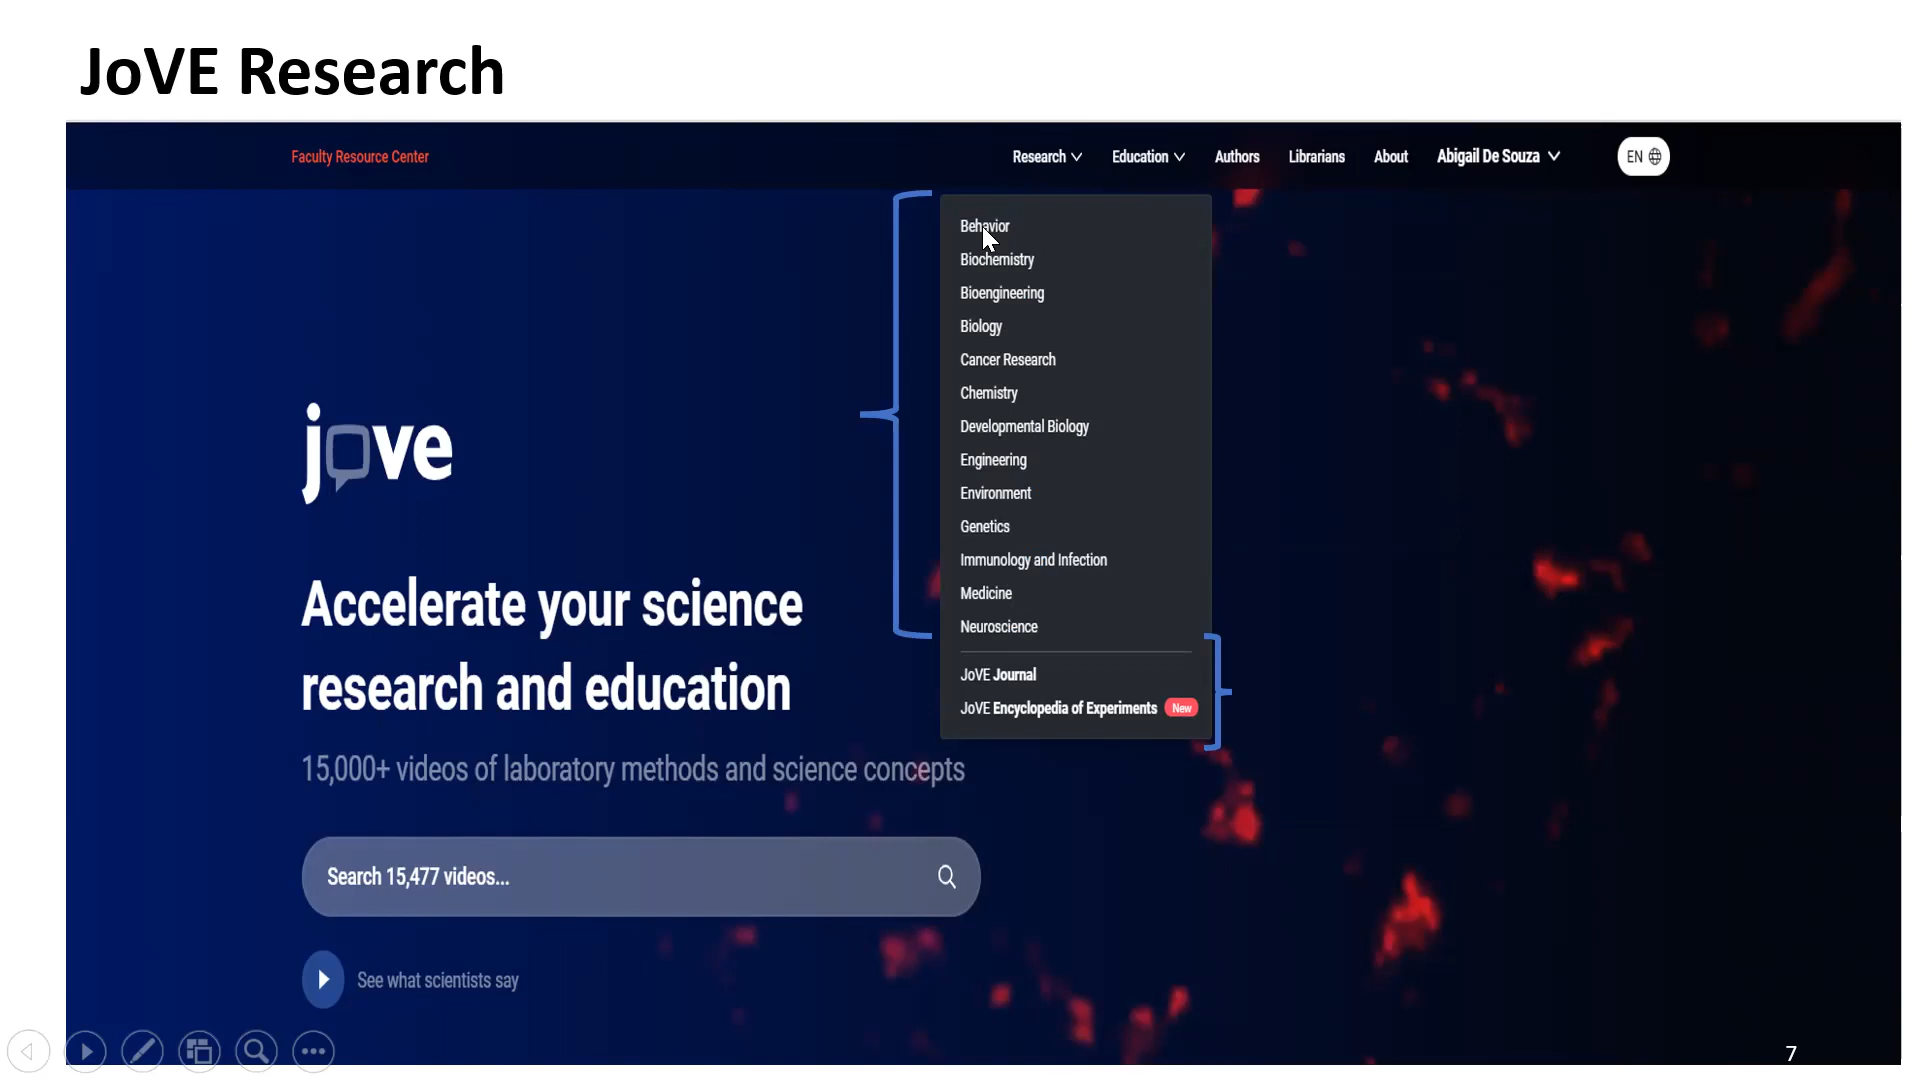 JoVE Research
Faculty Resource Center
Research
Education
Authors
Librarians
About
Abigail De Souza
EN
Behavior
Biochemistry
Bioengineering
Biology
Cancer Research
Chemistry
Developmental Biology
Engineering
Environment
Genetics
Immunology and Infection
Medicine
Neuroscience
JoVE Journal
JoVE Encyclopedia of Experiments New
jove
Accelerate your science
research and education
15,000+ videos of laboratory methods and science concepts
Search 15,477 videos...
See what scientists say
7